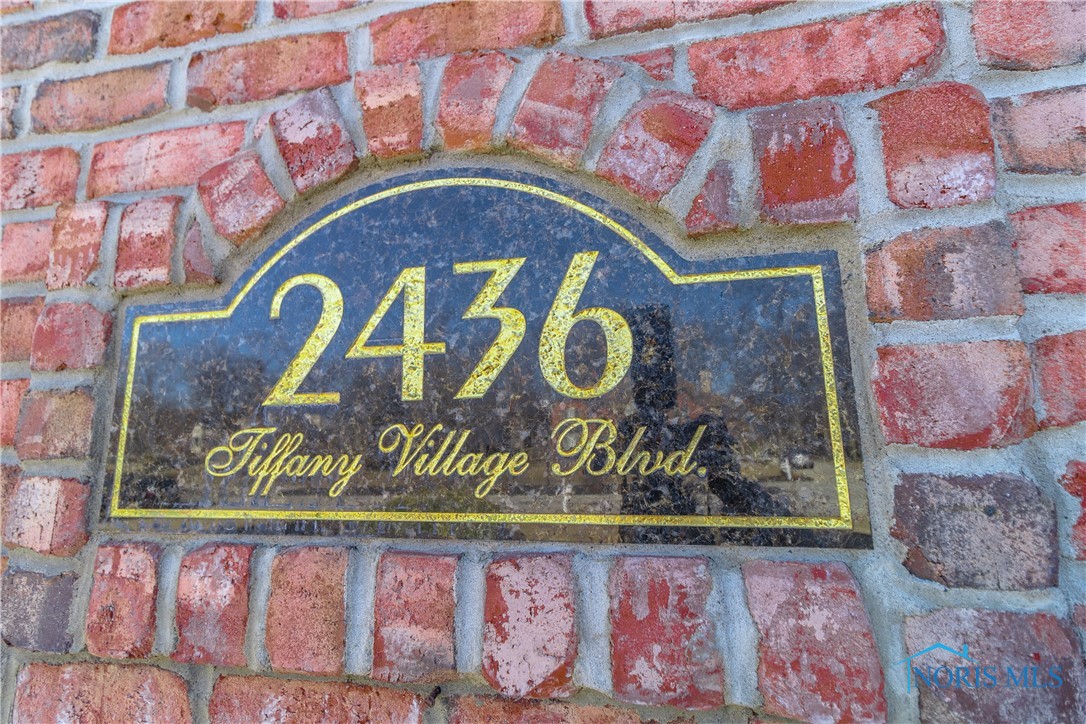 2436
Tiffany Village Blvd.
NORIS MLS